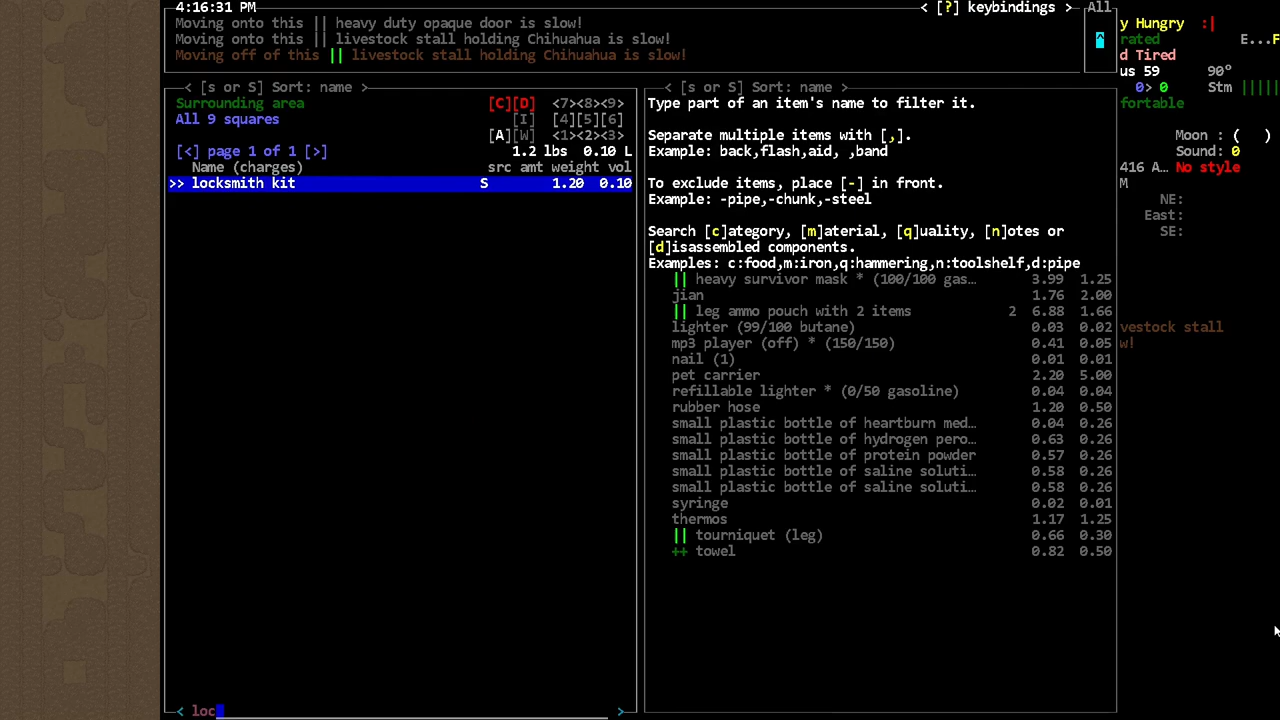 4:16:31 PM
< [?] keybindings >
All
Moving onto this || heavy duty opaque door is slow!
Moving onto this || livestock stall holding Chihuahua is slow!
Moving off of this || livestock stall holding Chihuahua is slow!
y Hungry :|
rated E...F
d Tired
us 59 90°
0> 0 Stm |||||
fortable
Moon : ( )
Sound: 0
416 A… No style
M
NE:
East:
SE:
vestock stall
w!
< [s or S] Sort: name >
Surrounding area [C][D] <7><8><9>
All 9 squares [I] [4][5][6]
[A][W] <1><2><3>
[<] page 1 of 1 [>] 1.2 lbs 0.10 L
Name (charges) src amt weight vol
>> locksmith kit S 1.20 0.10
< loc >
< [s or S] Sort: name >
Type part of an item's name to filter it.
Separate multiple items with [,].
Example: back,flash,aid, ,band
To exclude items, place [-] in front.
Example: -pipe,-chunk,-steel
Search [c]ategory, [m]aterial, [q]uality, [n]otes or
[d]isassembled components.
Examples: c:food,m:iron,q:hammering,n:toolshelf,d:pipe
|| heavy survivor mask * (100/100 gas… 3.99 1.25
jian 1.76 2.00
|| leg ammo pouch with 2 items 2 6.88 1.66
lighter (99/100 butane) 0.03 0.02
mp3 player (off) * (150/150) 0.41 0.05
nail (1) 0.01 0.01
pet carrier 2.20 5.00
refillable lighter * (0/50 gasoline) 0.04 0.04
rubber hose 1.20 0.50
small plastic bottle of heartburn med… 0.04 0.26
small plastic bottle of hydrogen pero… 0.63 0.26
small plastic bottle of protein powder 0.57 0.26
small plastic bottle of saline soluti… 0.58 0.26
small plastic bottle of saline soluti… 0.58 0.26
syringe 0.02 0.01
thermos 1.17 1.25
|| tourniquet (leg) 0.66 0.30
++ towel 0.82 0.50